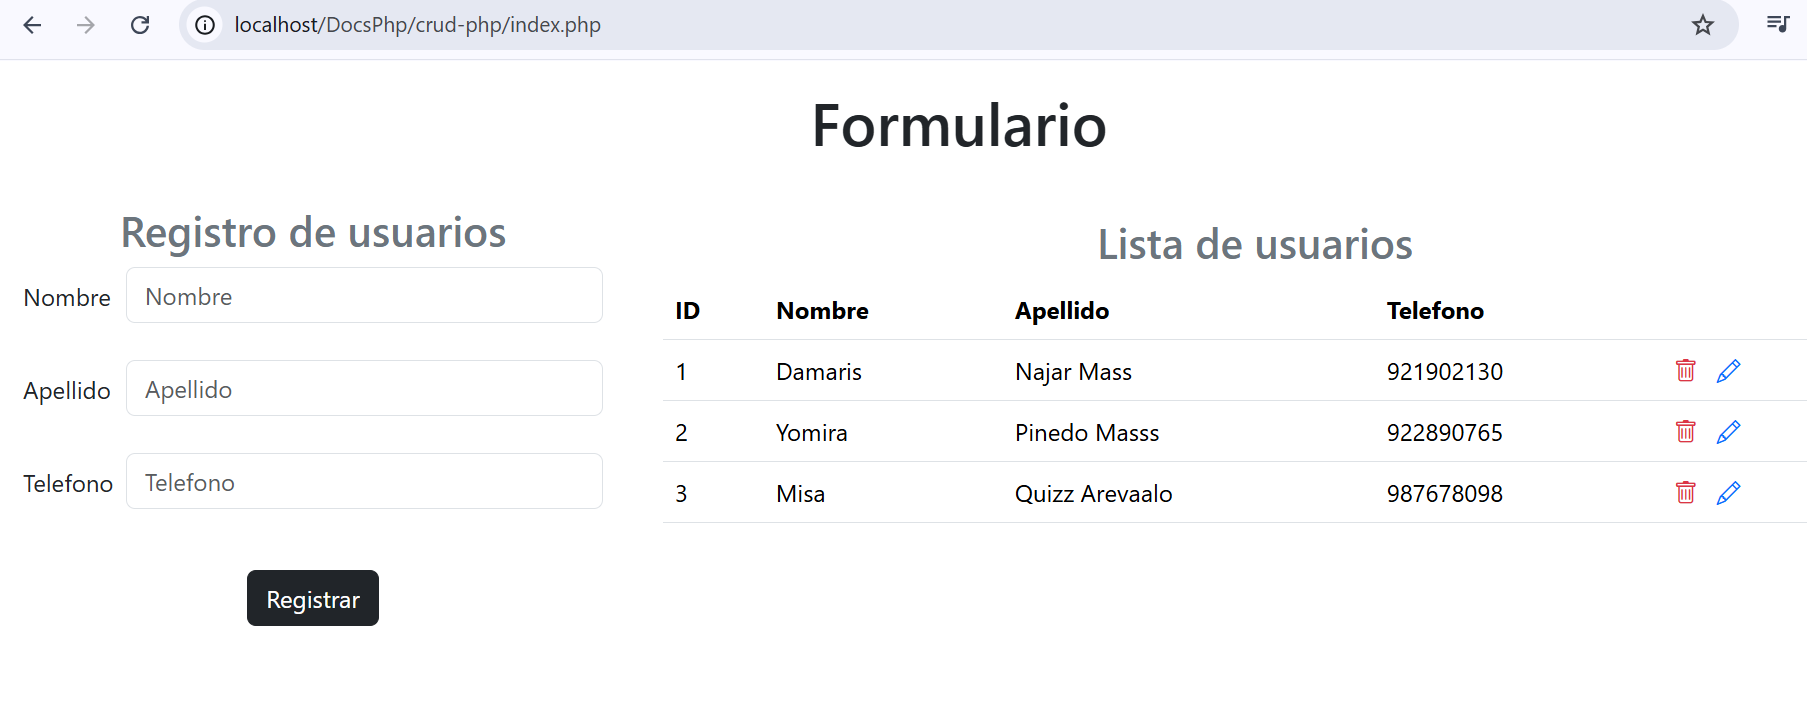 localhost/DocsPhp/crud-php/index.php
Formulario
Registro de usuarios
Nombre Nombre
Apellido Apellido
Telefono Telefono
Registrar
Lista de usuarios
ID Nombre Apellido Telefono
1 Damaris Najar Mass 921902130
2 Yomira Pinedo Masss 922890765
3 Misa Quizz Arevaalo 987678098